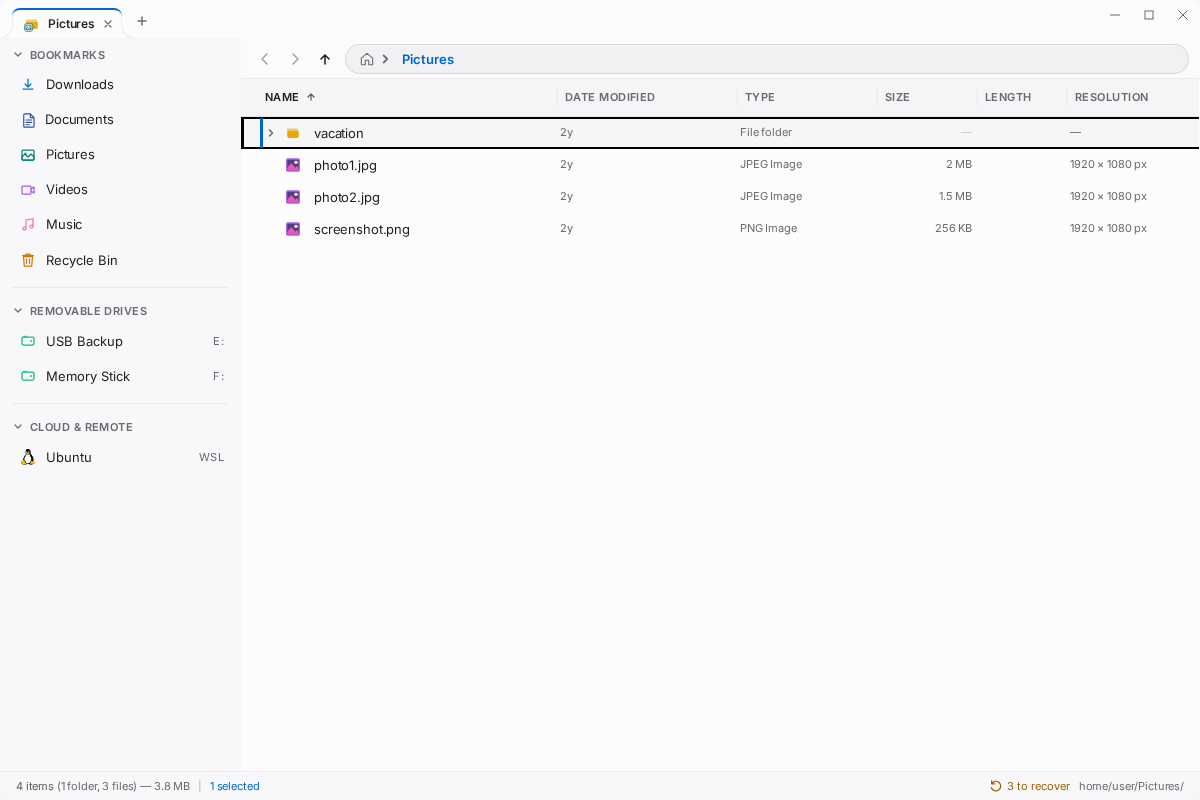 Pictures
BOOKMARKS
Downloads
Documents
Pictures
Videos
Music
Recycle Bin
REMOVABLE DRIVES
USB Backup E:
Memory Stick F:
CLOUD & REMOTE
Ubuntu WSL
Pictures
NAME DATE MODIFIED TYPE SIZE LENGTH RESOLUTION
vacation 2y File folder — —
photo1.jpg 2y JPEG Image 2 MB 1920 × 1080 px
photo2.jpg 2y JPEG Image 1.5 MB 1920 × 1080 px
screenshot.png 2y PNG Image 256 KB 1920 × 1080 px
4 items (1 folder, 3 files) — 3.8 MB 1 selected 3 to recover home/user/Pictures/